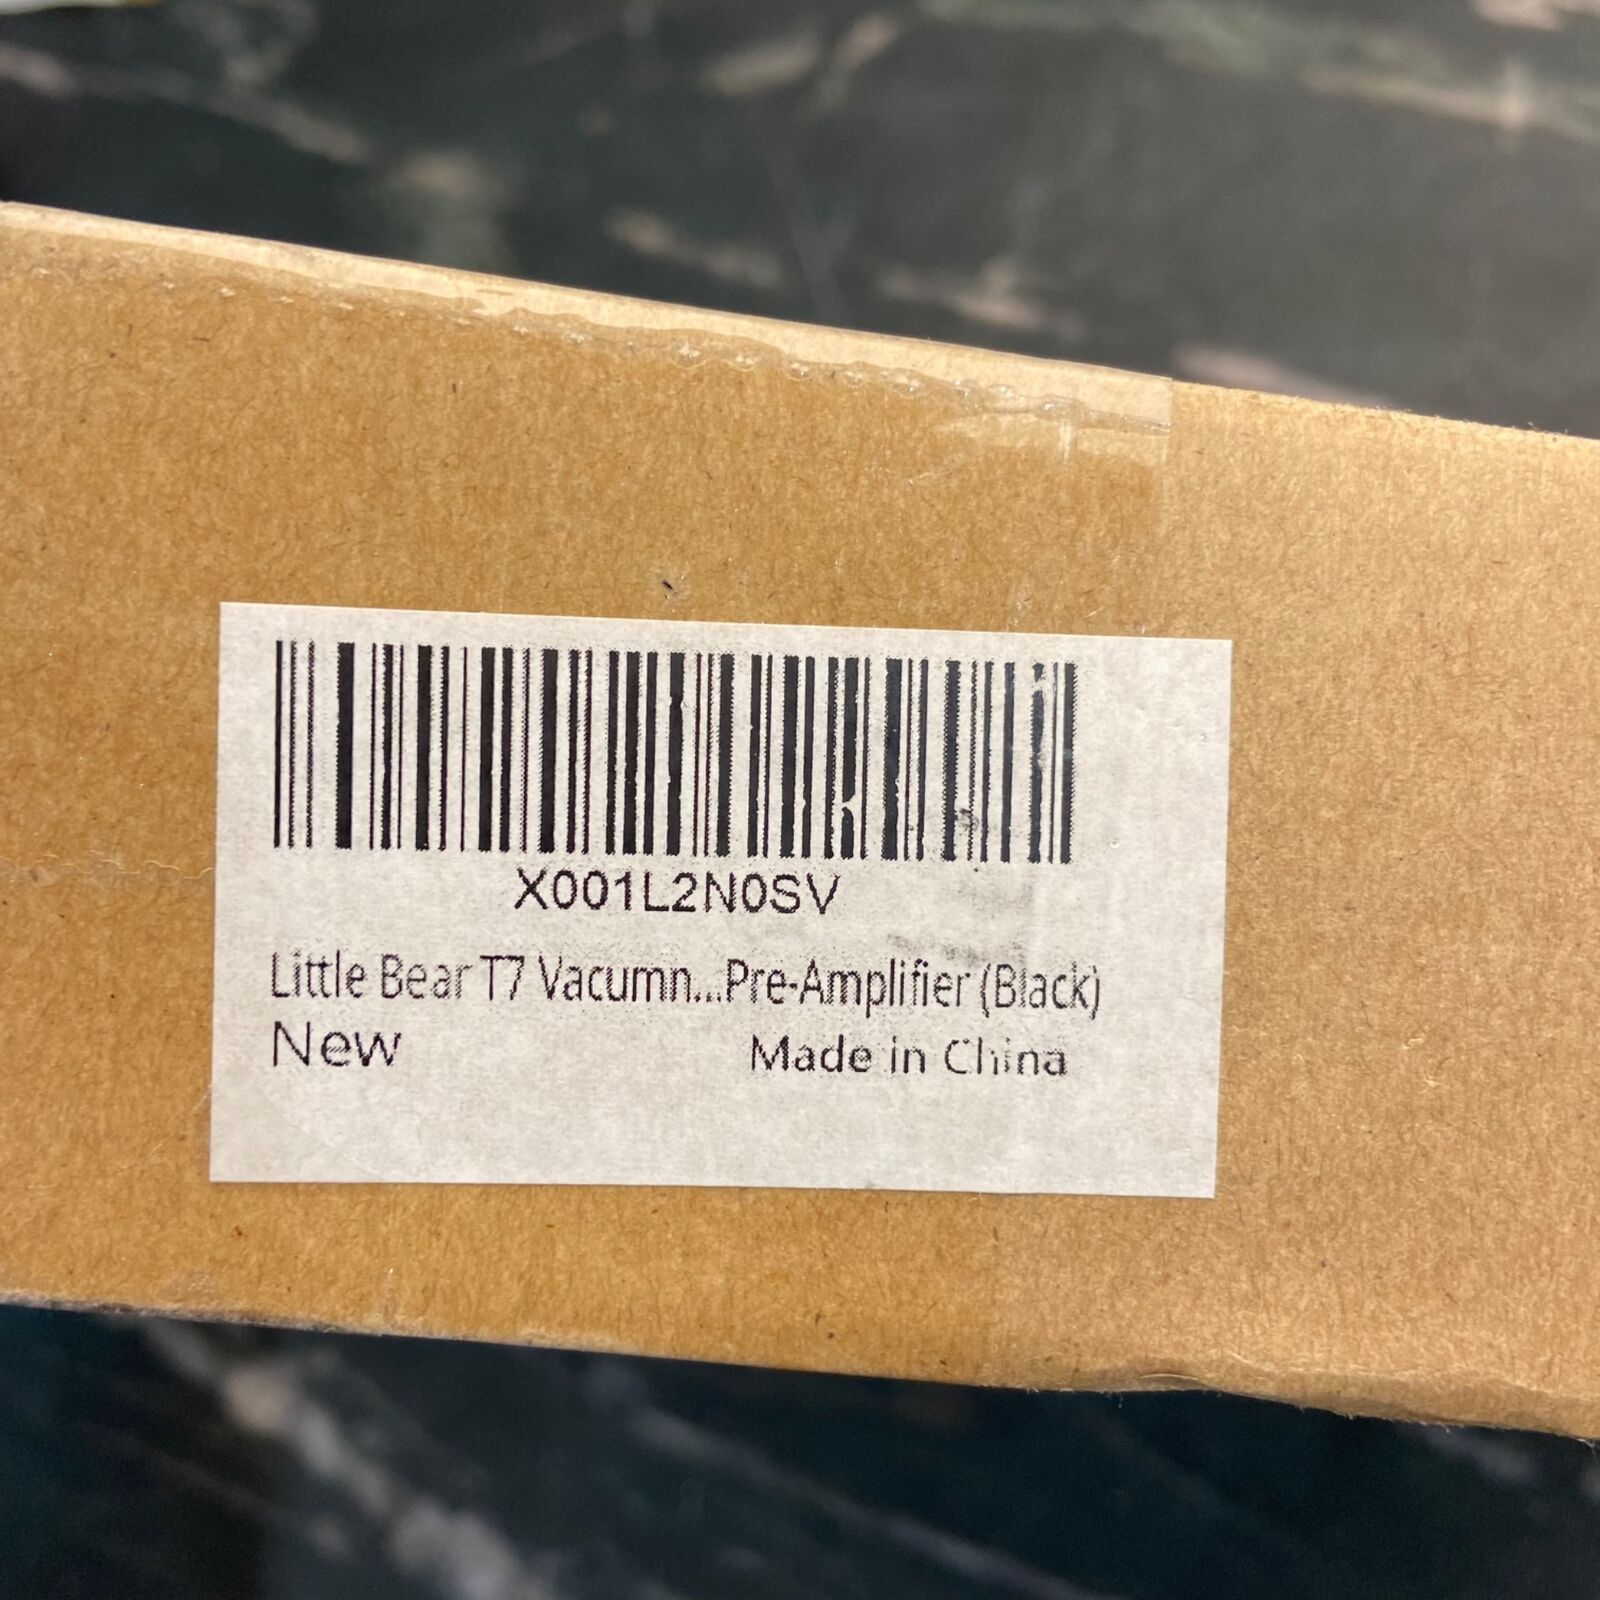 X001L2N0SV
Little Bear T7 Vacumn...Pre-Amplifier (Black)
New Made in China